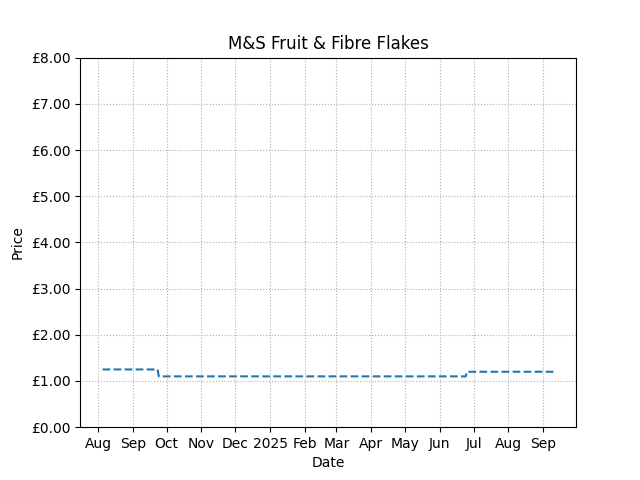 M&S Fruit & Fibre Flakes
£8.00
£7.00
£6.00
£5.00
£4.00
£3.00
£2.00
£1.00
£0.00
Price
Aug Sep Oct Nov Dec 2025 Feb Mar Apr May Jun Jul Aug Sep
Date